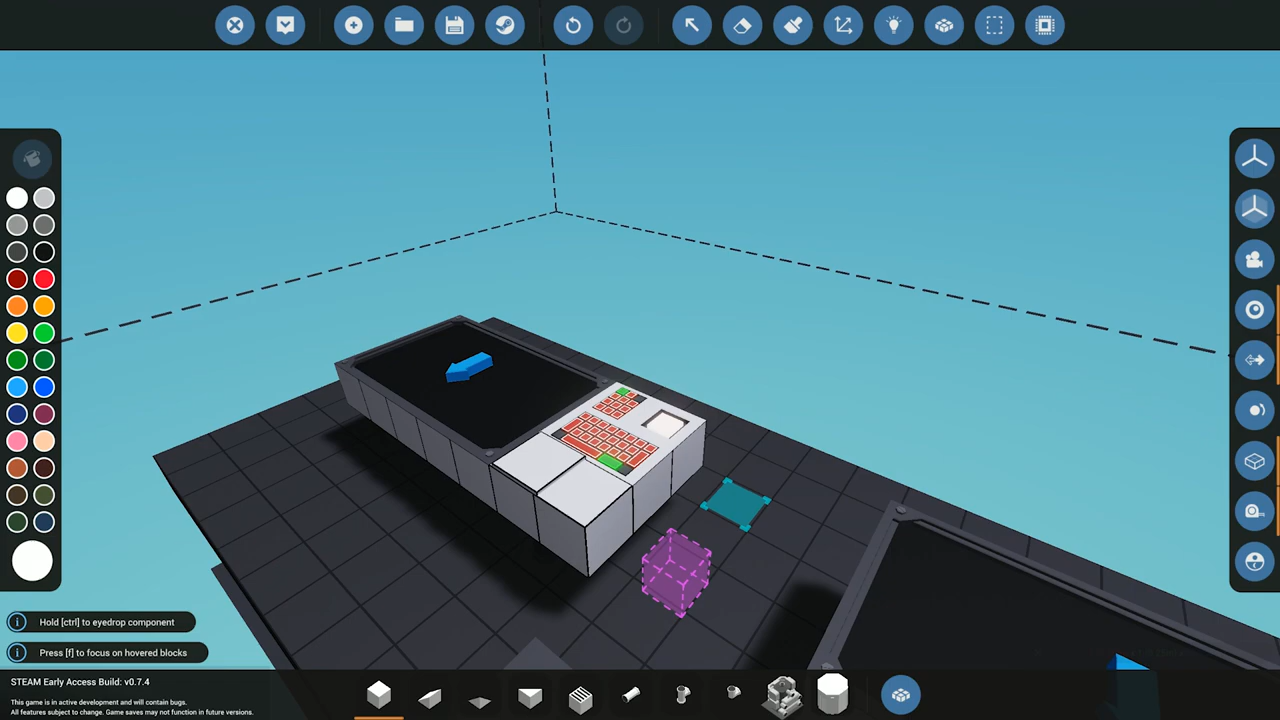 Hold [ctrl] to eyedrop component
Press [f] to focus on hovered blocks
STEAM Early Access Build: v0.7.4
This game is in active development and will contain bugs.
All features subject to change. Game saves may not function in future versions.